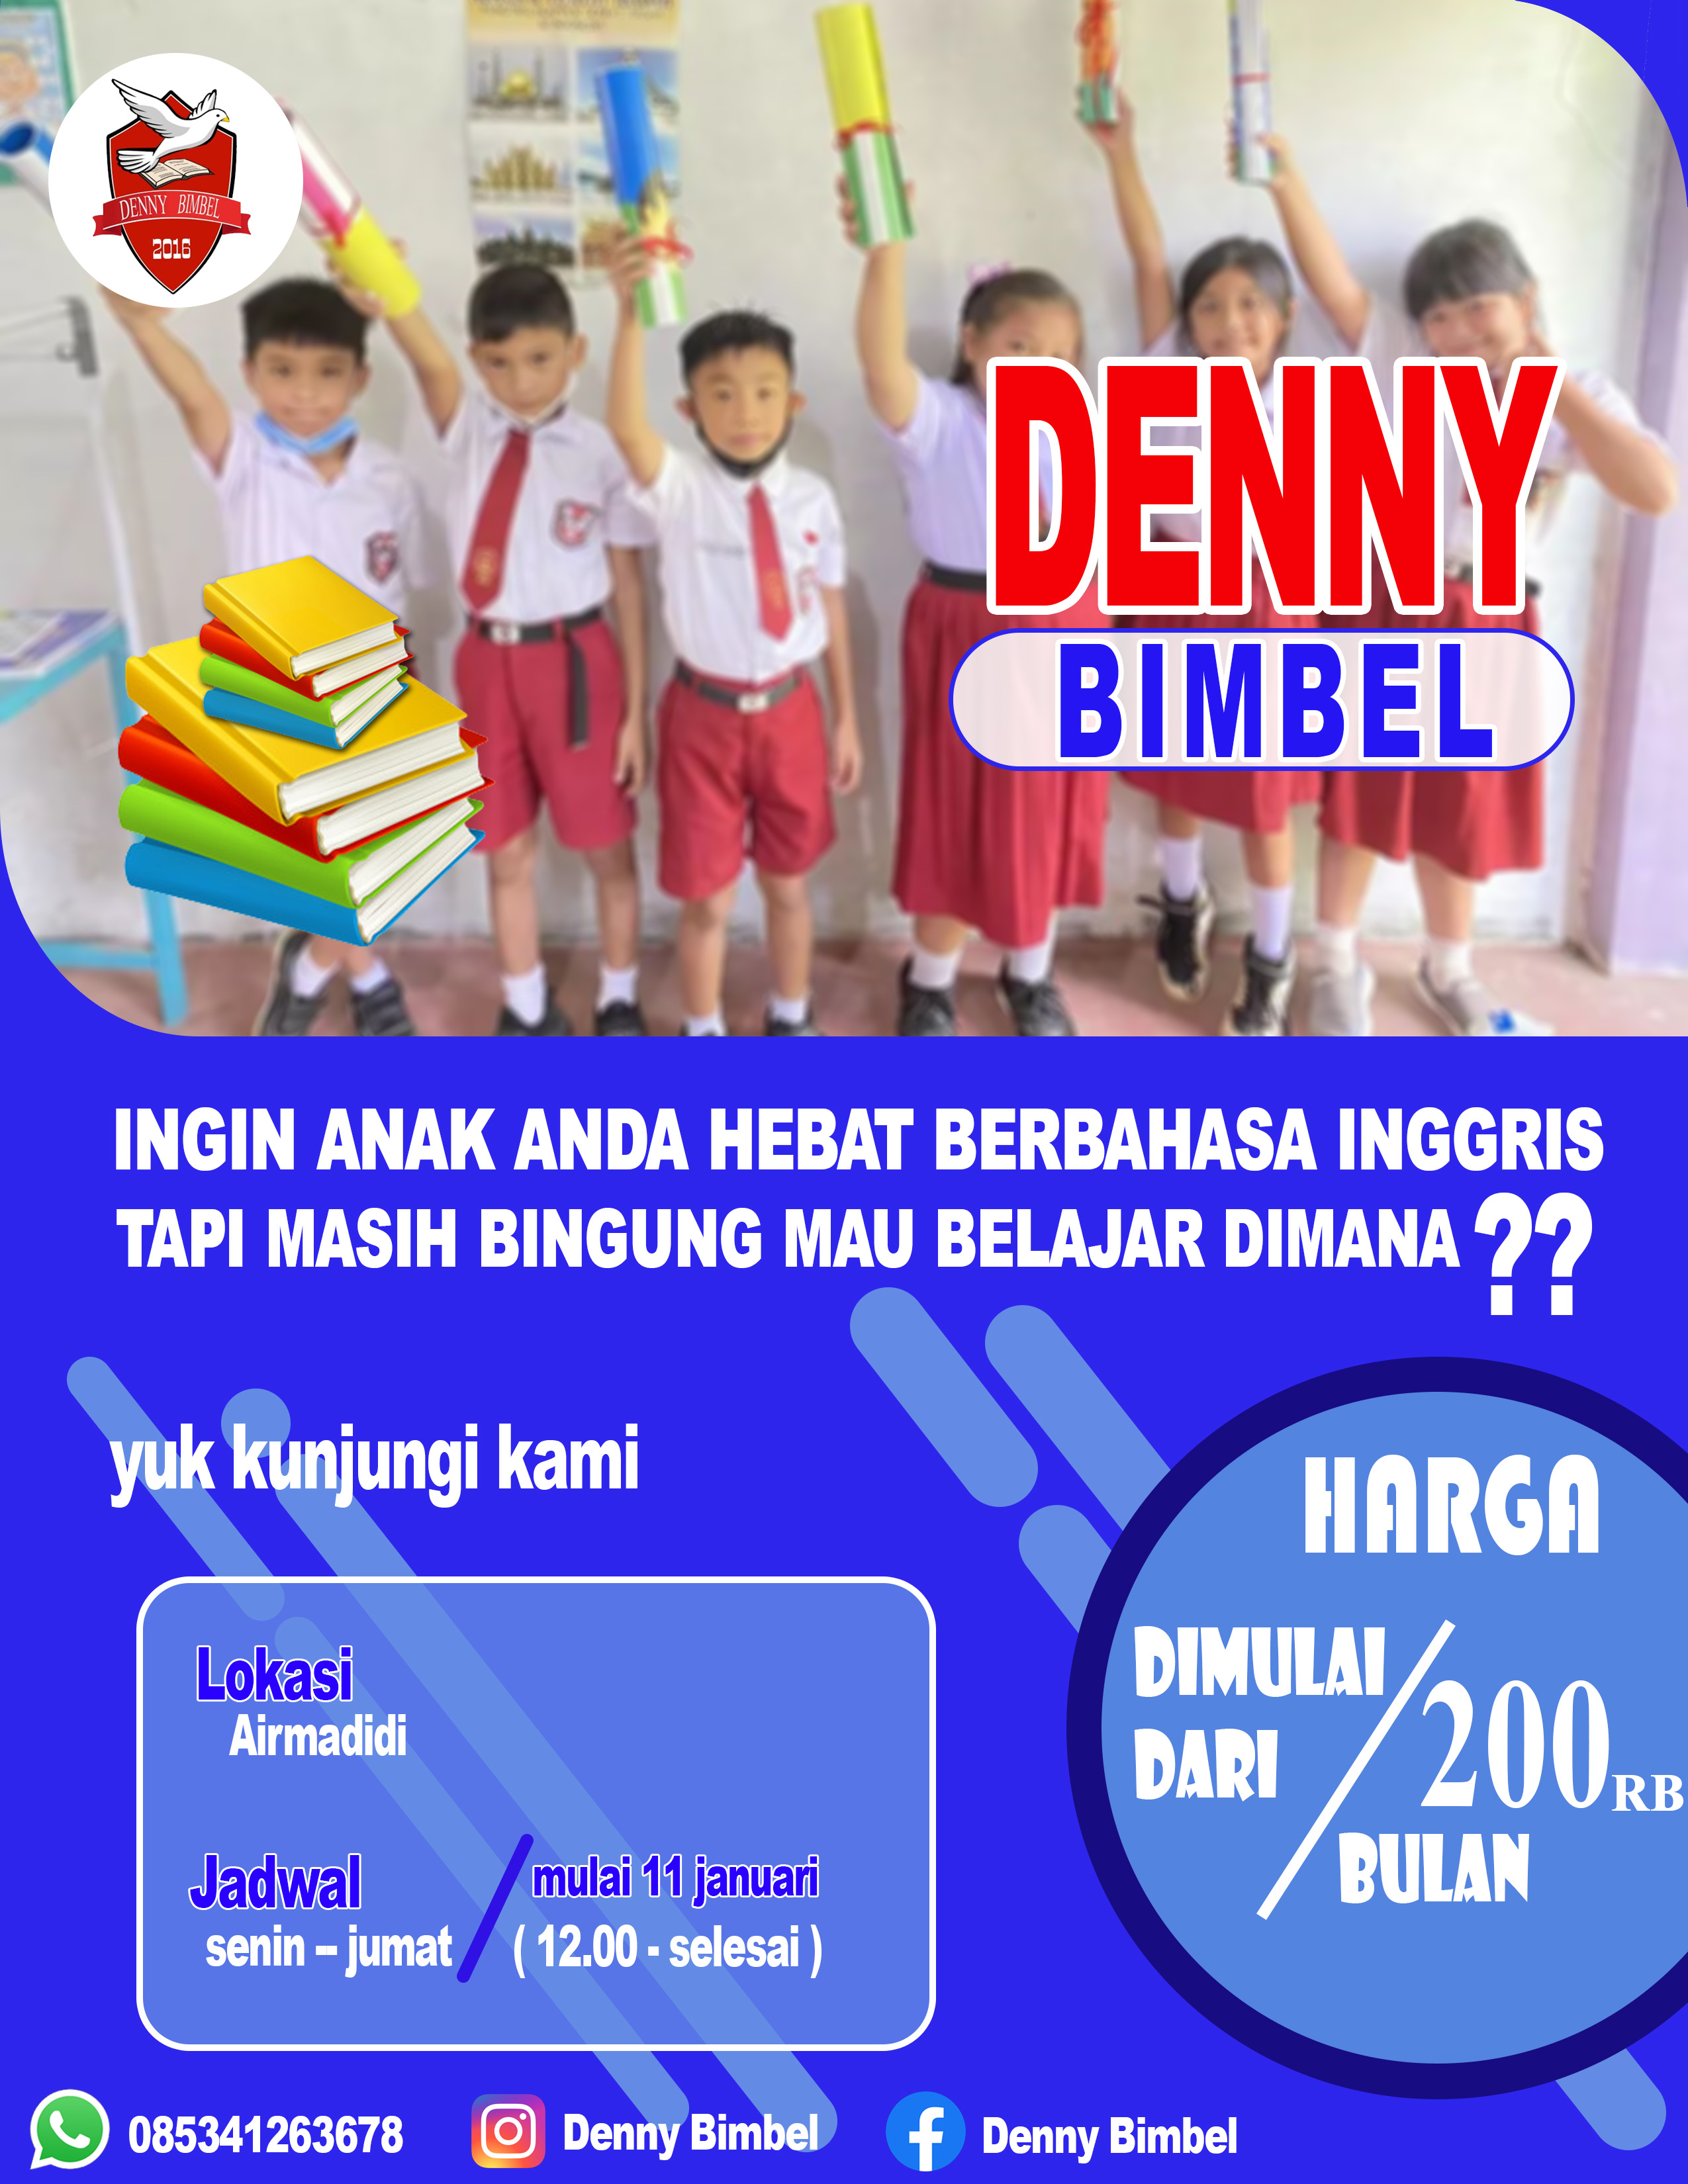 DENNY BIMBEL
2016
DENNY
BIMBEL
INGIN ANAK ANDA HEBAT BERBAHASA INGGRIS
TAPI MASIH BINGUNG MAU BELAJAR DIMANA ??
yuk kunjungi kami
HARGA
DIMULAI
DARI
200 RB
BULAN
Lokasi
Airmadidi
Jadwal
senin – jumat
mulai 11 januari
( 12.00 - selesai )
085341263678
Denny Bimbel
Denny Bimbel